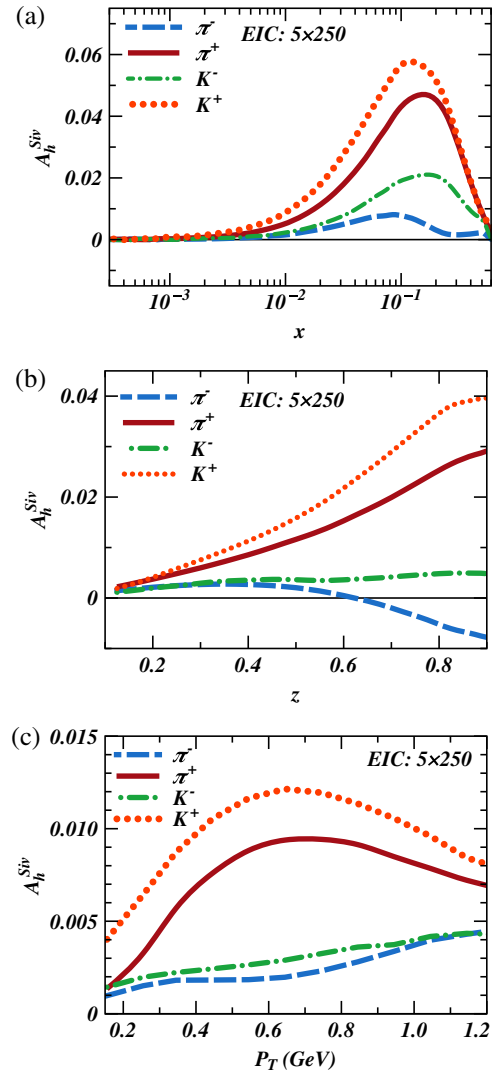 (a)
π⁻
EIC: 5×250
π⁺
K⁻
K⁺
0.06
0.04
0.02
0
A_h^{Siv}
10⁻³ 10⁻² 10⁻¹
x
(b)
π⁻
EIC: 5×250
π⁺
K⁻
K⁺
0.04
0.02
0
A_h^{Siv}
0.2 0.4 0.6 0.8
z
(c)
π⁻
EIC: 5×250
π⁺
K⁻
K⁺
0.015
0.010
0.005
0
A_h^{Siv}
0.2 0.4 0.6 0.8 1.0 1.2
P_T (GeV)